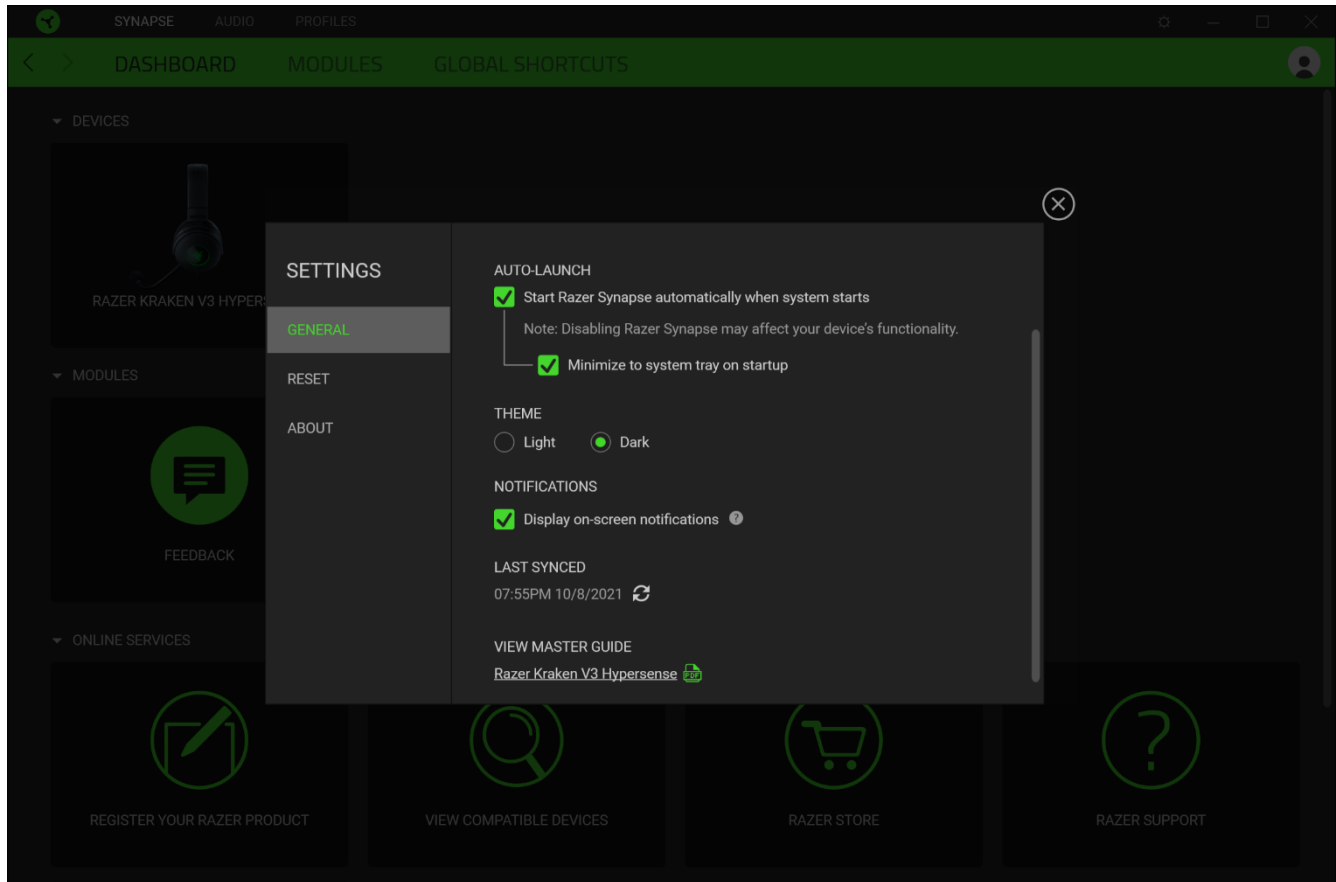 SYNAPSE AUDIO PROFILES
DASHBOARD MODULES GLOBAL SHORTCUTS
DEVICES
RAZER KRAKEN V3 HYPER
SETTINGS
GENERAL
RESET
ABOUT
AUTO-LAUNCH
Start Razer Synapse automatically when system starts
Note: Disabling Razer Synapse may affect your device's functionality.
Minimize to system tray on startup
THEME
Light Dark
NOTIFICATIONS
Display on-screen notifications ?
LAST SYNCED
07:55PM 10/8/2021
VIEW MASTER GUIDE
Razer Kraken V3 Hypersense PDF
MODULES
FEEDBACK
ONLINE SERVICES
REGISTER YOUR RAZER PRODUCT
VIEW COMPATIBLE DEVICES
RAZER STORE
RAZER SUPPORT